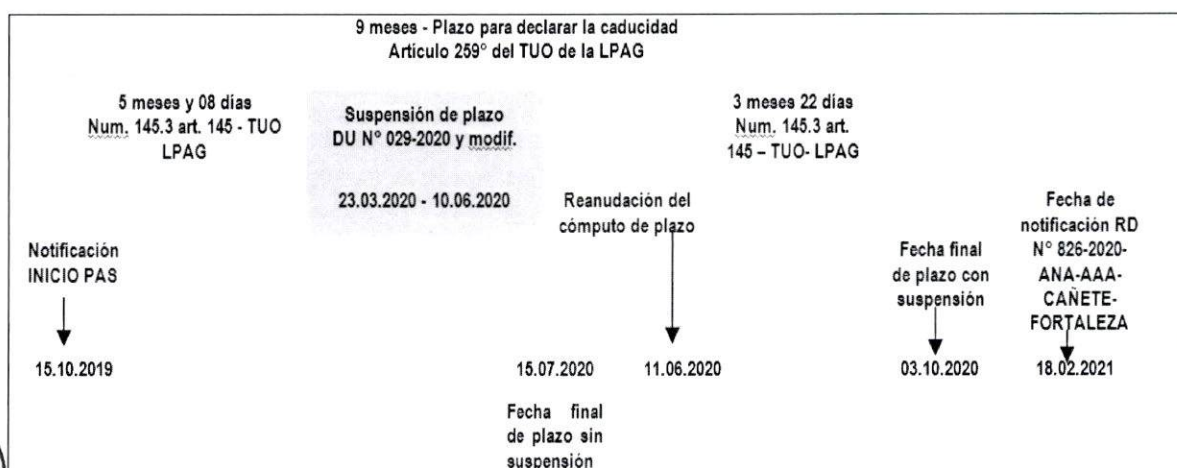 9 meses - Plazo para declarar la caducidad
Artículo 259° del TUO de la LPAG
5 meses y 08 días
Num. 145.3 art. 145 - TUO
LPAG
Suspensión de plazo
DU N° 029-2020 y modif.
23.03.2020 - 10.06.2020
3 meses 22 días
Num. 145.3 art.
145 – TUO- LPAG
Notificación
INICIO PAS
Reanudación del
cómputo de plazo
Fecha final
de plazo con
suspensión
Fecha de
notificación RD
N° 826-2020-
ANA-AAA-
CAÑETE-
FORTALEZA
15.10.2019
15.07.2020
11.06.2020
03.10.2020
18.02.2021
Fecha final
de plazo sin
suspensión